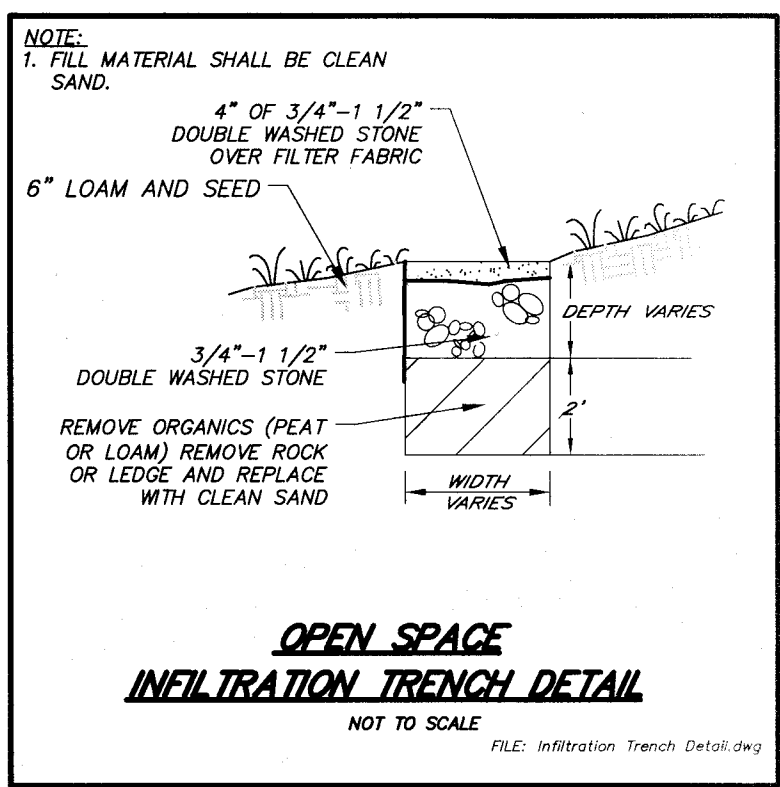 NOTE:
1. FILL MATERIAL SHALL BE CLEAN
SAND.
4" OF 3/4"-1 1/2"
DOUBLE WASHED STONE
OVER FILTER FABRIC
6" LOAM AND SEED
DEPTH VARIES
3/4"-1 1/2"
DOUBLE WASHED STONE
REMOVE ORGANICS (PEAT
OR LOAM) REMOVE ROCK
OR LEDGE AND REPLACE
WITH CLEAN SAND
2'
WIDTH
VARIES
OPEN SPACE
INFILTRATION TRENCH DETAIL
NOT TO SCALE
FILE: Infiltration Trench Detail.dwg